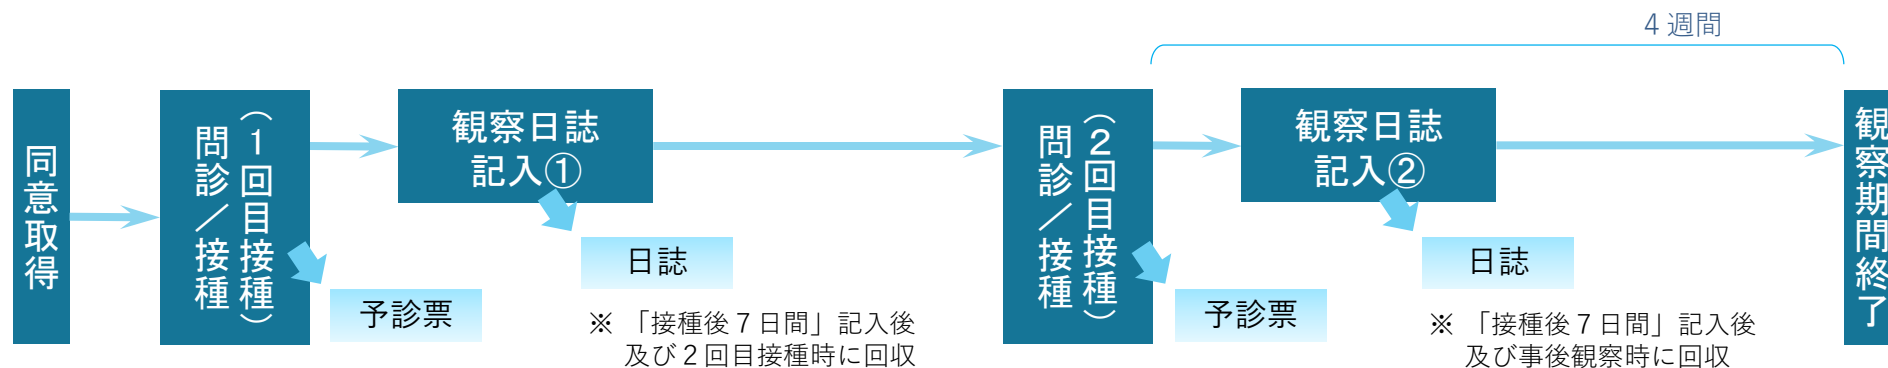 4週間
同意取得
問診／接種
（1回目接種）
観察日誌
記入①
日誌
予診票
※ 「接種後7日間」記入後
及び2回目接種時に回収
問診／接種
（2回目接種）
観察日誌
記入②
日誌
予診票
※ 「接種後7日間」記入後
及び事後観察時に回収
観察期間終了